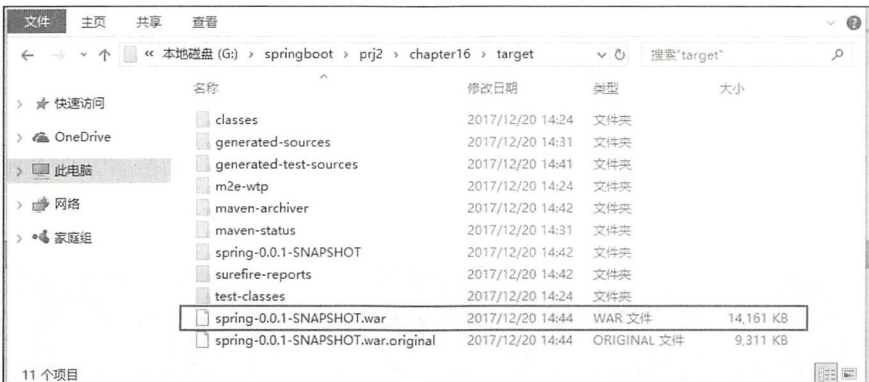 文件 主页 共享 查看
« 本地磁盘 (G:) › springboot › prj2 › chapter16 › target 搜索"target"
名称 修改日期 类型 大小
快速访问
OneDrive
此电脑
网络
家庭组
classes 2017/12/20 14:24 文件夹
generated-sources 2017/12/20 14:31 文件夹
generated-test-sources 2017/12/20 14:41 文件夹
m2e-wtp 2017/12/20 14:24 文件夹
maven-archiver 2017/12/20 14:42 文件夹
maven-status 2017/12/20 14:31 文件夹
spring-0.0.1-SNAPSHOT 2017/12/20 14:42 文件夹
surefire-reports 2017/12/20 14:42 文件夹
test-classes 2017/12/20 14:24 文件夹
spring-0.0.1-SNAPSHOT.war 2017/12/20 14:44 WAR 文件 14,161 KB
spring-0.0.1-SNAPSHOT.war.original 2017/12/20 14:44 ORIGINAL 文件 9,311 KB
11 个项目